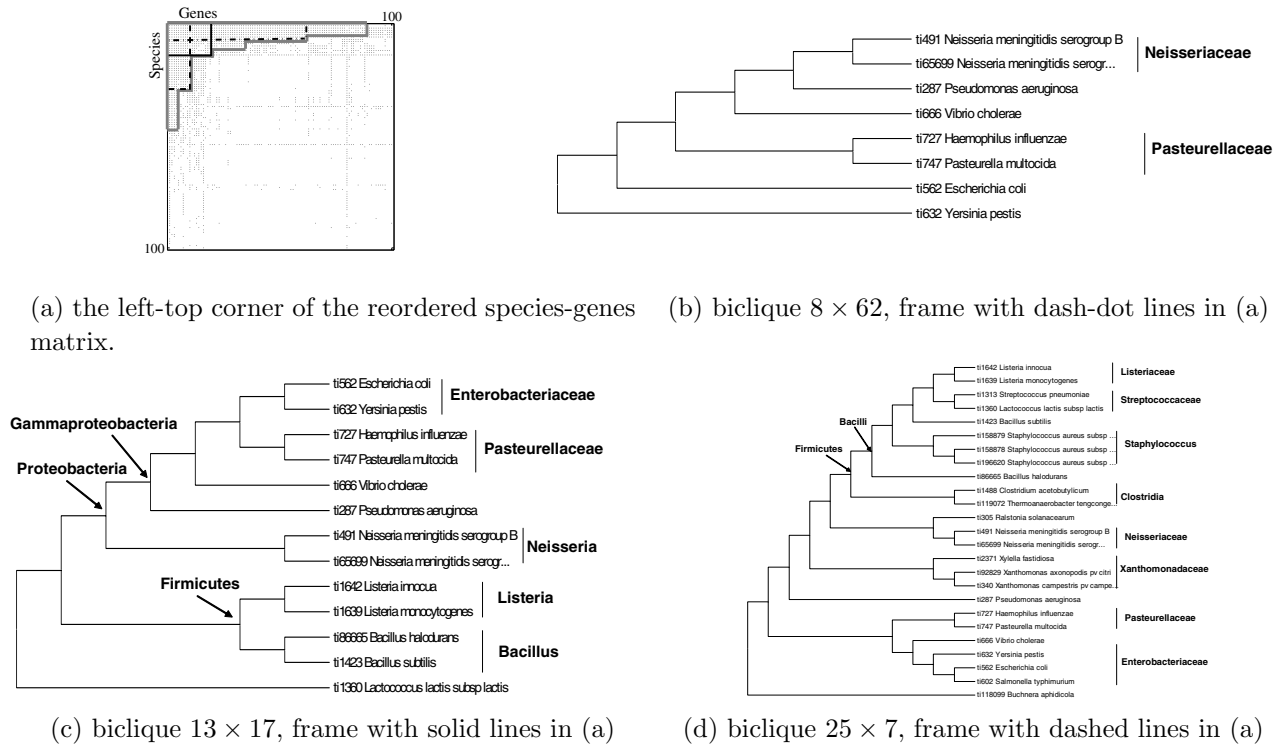 Genes
100
Species
100
(a) the left-top corner of the reordered species-genes
matrix.
ti491 Neisseria meningitidis serogroup B
ti65699 Neisseria meningitidis serogr...
Neisseriaceae
ti287 Pseudomonas aeruginosa
ti666 Vibrio cholerae
ti727 Haemophilus influenzae
ti747 Pasteurella multocida
Pasteurellaceae
ti562 Escherichia coli
ti632 Yersinia pestis
(b) biclique 8 × 62, frame with dash-dot lines in (a)
ti562 Escherichia coli
ti632 Yersinia pestis
Enterobacteriaceae
Gammaproteobacteria
ti727 Haemophilus influenzae
ti747 Pasteurella multocida
Pasteurellaceae
Proteobacteria
ti666 Vibrio cholerae
ti287 Pseudomonas aeruginosa
ti491 Neisseria meningitidis serogroup B
ti65699 Neisseria meningitidis serogr...
Neisseria
Firmicutes
ti1642 Listeria innocua
ti1639 Listeria monocytogenes
Listeria
ti86665 Bacillus halodurans
ti1423 Bacillus subtilis
Bacillus
ti1360 Lactococcus lactis subsp lactis
(c) biclique 13 × 17, frame with solid lines in (a)
ti1642 Listeria innocua
ti1639 Listeria monocytogenes
Listeriaceae
ti1313 Streptococcus pneumoniae
ti1360 Lactococcus lactis subsp lactis
Streptococcaceae
Bacilli
ti1423 Bacillus subtilis
ti158879 Staphylococcus aureus subsp ...
ti158878 Staphylococcus aureus subsp ...
ti196620 Staphylococcus aureus subsp ...
Staphylococcus
Firmicutes
ti86665 Bacillus halodurans
ti1488 Clostridium acetobutylicum
ti119072 Thermoanaerobacter tengconge...
Clostridia
ti305 Ralstonia solanacearum
ti491 Neisseria meningitidis serogroup B
ti65699 Neisseria meningitidis serogr...
Neisseriaceae
ti2371 Xylella fastidiosa
ti92829 Xanthomonas axonopodis pv citri
ti340 Xanthomonas campestris pv campe...
Xanthomonadaceae
ti287 Pseudomonas aeruginosa
ti727 Haemophilus influenzae
ti747 Pasteurella multocida
Pasteurellaceae
ti666 Vibrio cholerae
ti632 Yersinia pestis
ti562 Escherichia coli
ti602 Salmonella typhimurium
Enterobacteriaceae
ti118099 Buchnera aphidicola
(d) biclique 25 × 7, frame with dashed lines in (a)